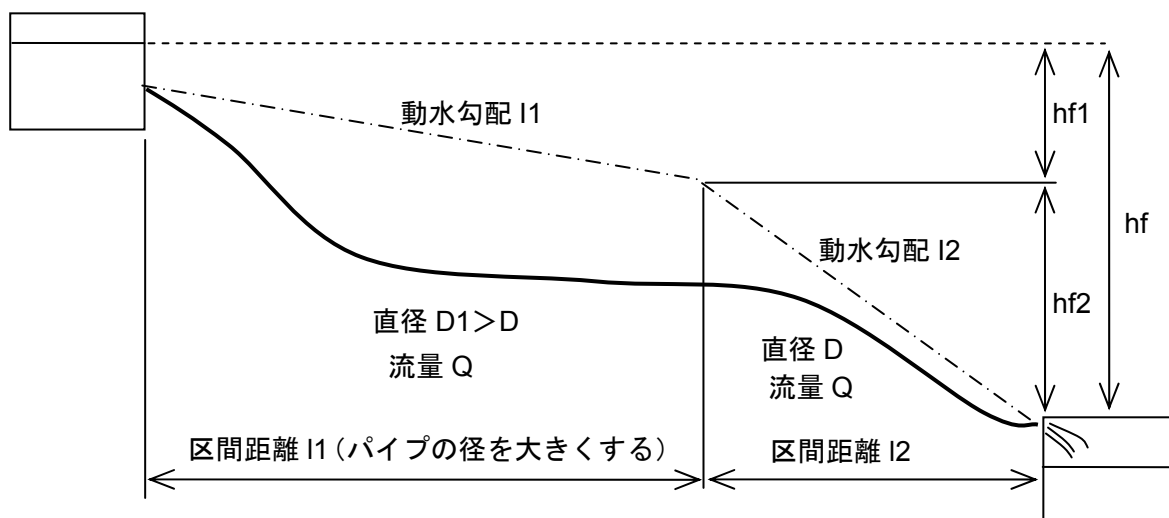 動水勾配 I1
hf1
hf
動水勾配 I2
hf2
直径 D1＞D
流量 Q
直径 D
流量 Q
区間距離 l1（パイプの径を大きくする）
区間距離 l2